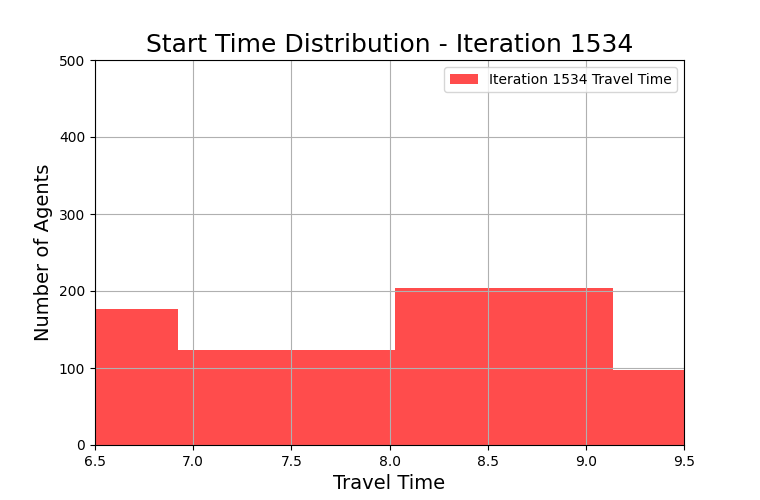 Start Time Distribution - Iteration 1534
Iteration 1534 Travel Time
Number of Agents
500
400
300
200
100
0
6.5 7.0 7.5 8.0 8.5 9.0 9.5
Travel Time